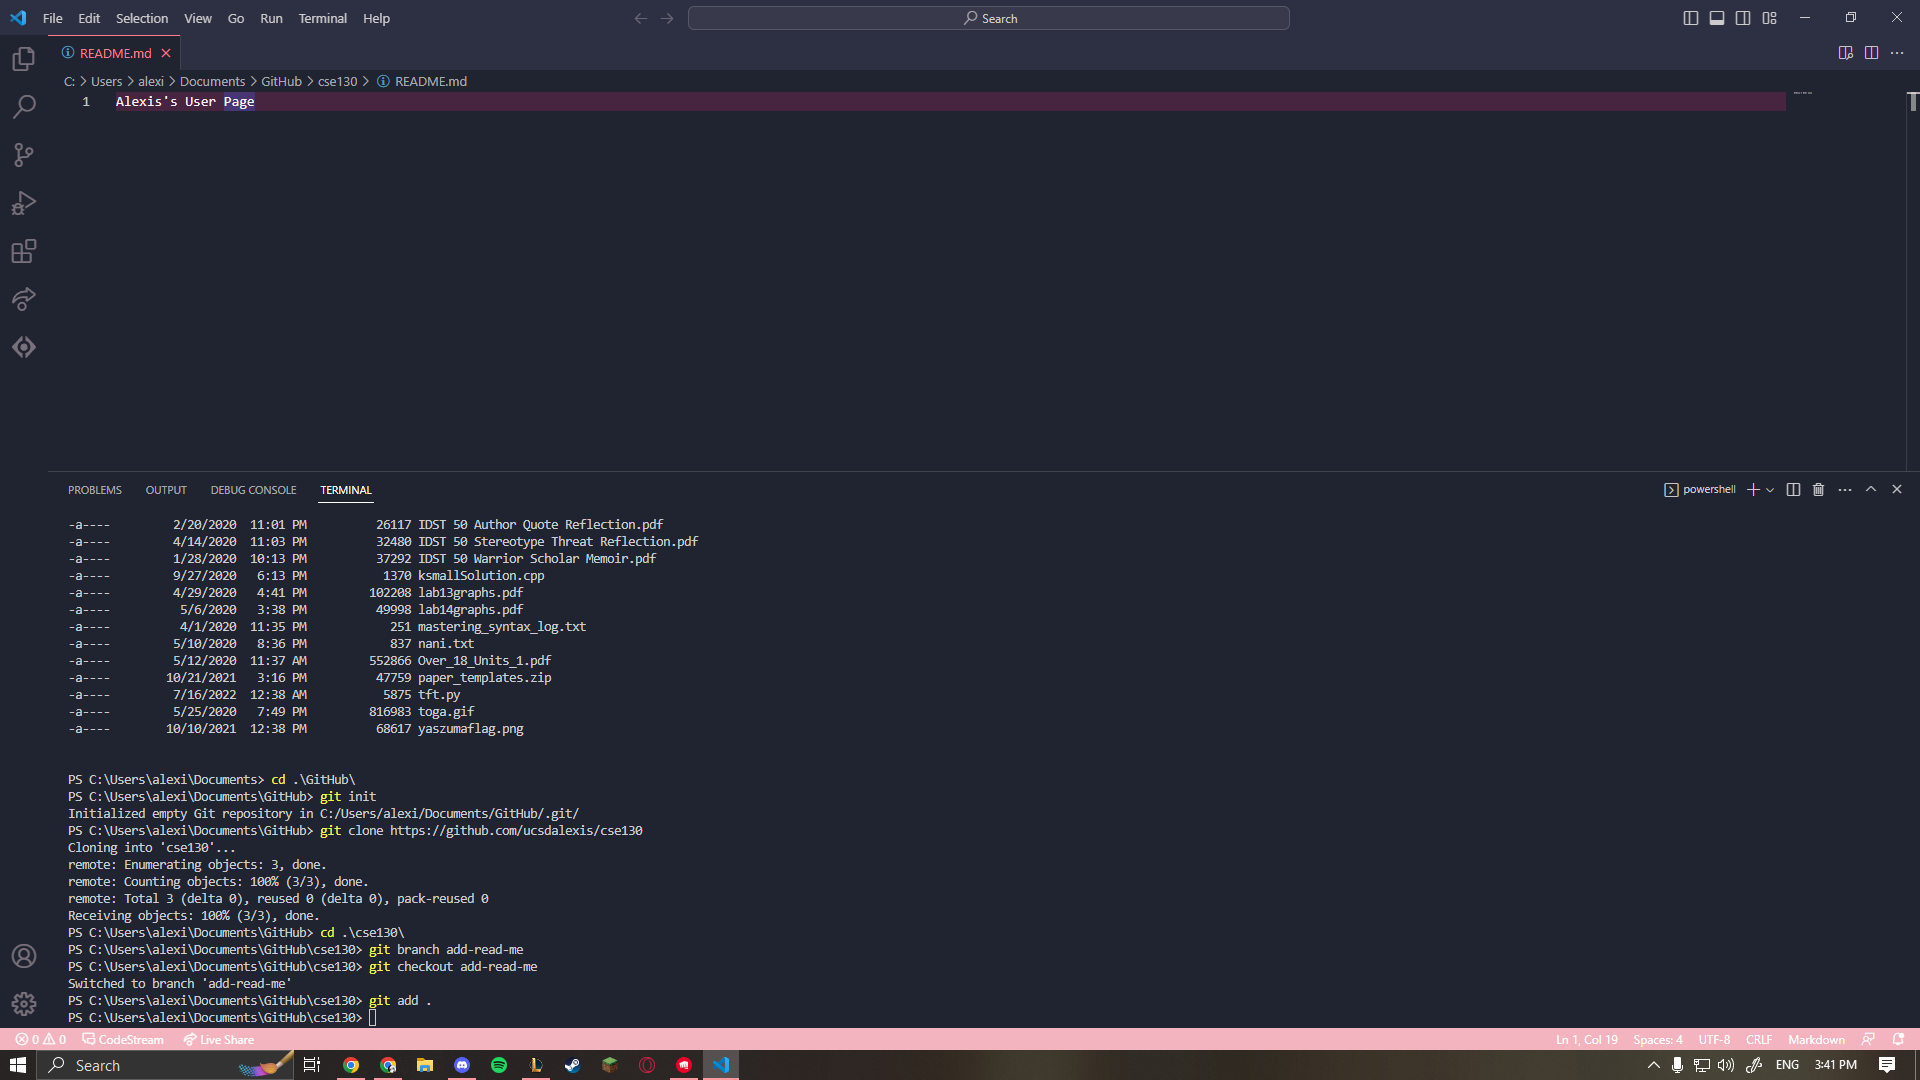 File Edit Selection View Go Run Terminal Help
Search
README.md
C: > Users > alexi > Documents > GitHub > cse130 > README.md
1 Alexis's User Page
PROBLEMS OUTPUT DEBUG CONSOLE TERMINAL
powershell
-a---- 2/20/2020 11:01 PM 26117 IDST 50 Author Quote Reflection.pdf
-a---- 4/14/2020 11:03 PM 32480 IDST 50 Stereotype Threat Reflection.pdf
-a---- 1/28/2020 10:13 PM 37292 IDST 50 Warrior Scholar Memoir.pdf
-a---- 9/27/2020 6:13 PM 1370 ksmallSolution.cpp
-a---- 4/29/2020 4:41 PM 102208 lab13graphs.pdf
-a---- 5/6/2020 3:38 PM 49998 lab14graphs.pdf
-a---- 4/1/2020 11:35 PM 251 mastering_syntax_log.txt
-a---- 5/10/2020 8:36 PM 837 nani.txt
-a---- 5/12/2020 11:37 AM 552866 Over_18_Units_1.pdf
-a---- 10/21/2021 3:16 PM 47759 paper_templates.zip
-a---- 7/16/2022 12:38 AM 5875 tft.py
-a---- 5/25/2020 7:49 PM 816983 toga.gif
-a---- 10/10/2021 12:38 PM 68617 yaszumaflag.png
PS C:\Users\alexi\Documents> cd .\GitHub\
PS C:\Users\alexi\Documents\GitHub> git init
Initialized empty Git repository in C:/Users/alexi/Documents/GitHub/.git/
PS C:\Users\alexi\Documents\GitHub> git clone https://github.com/ucsdalexis/cse130
Cloning into 'cse130'...
remote: Enumerating objects: 3, done.
remote: Counting objects: 100% (3/3), done.
remote: Total 3 (delta 0), reused 0 (delta 0), pack-reused 0
Receiving objects: 100% (3/3), done.
PS C:\Users\alexi\Documents\GitHub> cd .\cse130\
PS C:\Users\alexi\Documents\GitHub\cse130> git branch add-read-me
PS C:\Users\alexi\Documents\GitHub\cse130> git checkout add-read-me
Switched to branch 'add-read-me'
PS C:\Users\alexi\Documents\GitHub\cse130> git add .
PS C:\Users\alexi\Documents\GitHub\cse130>
0 0 CodeStream Live Share Ln 1, Col 19 Spaces: 4 UTF-8 CRLF Markdown
Search ENG 3:41 PM